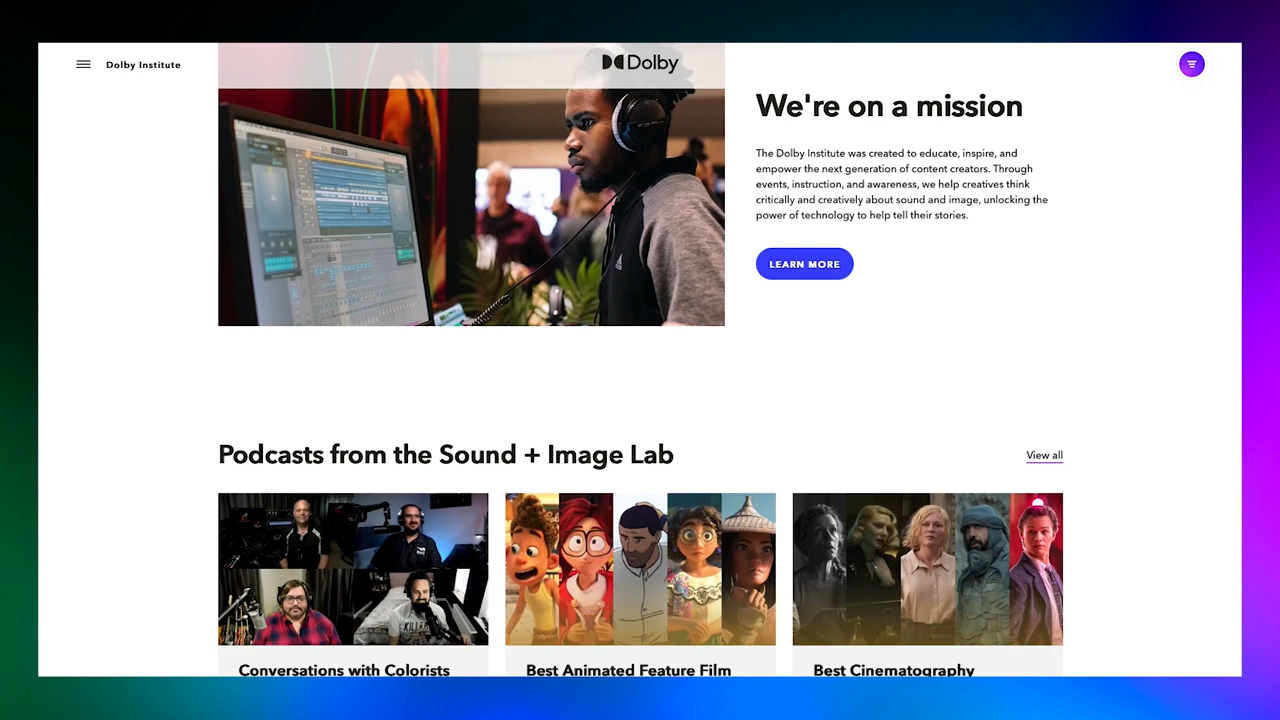 Dolby Institute
Dolby
We're on a mission
The Dolby Institute was created to educate, inspire, and
empower the next generation of content creators. Through
events, instruction, and awareness, we help creatives think
critically and creatively about sound and image, unlocking the
power of technology to help tell their stories.
LEARN MORE
Podcasts from the Sound + Image Lab
View all
Conversations with Colorists
Best Animated Feature Film
Best Cinematography